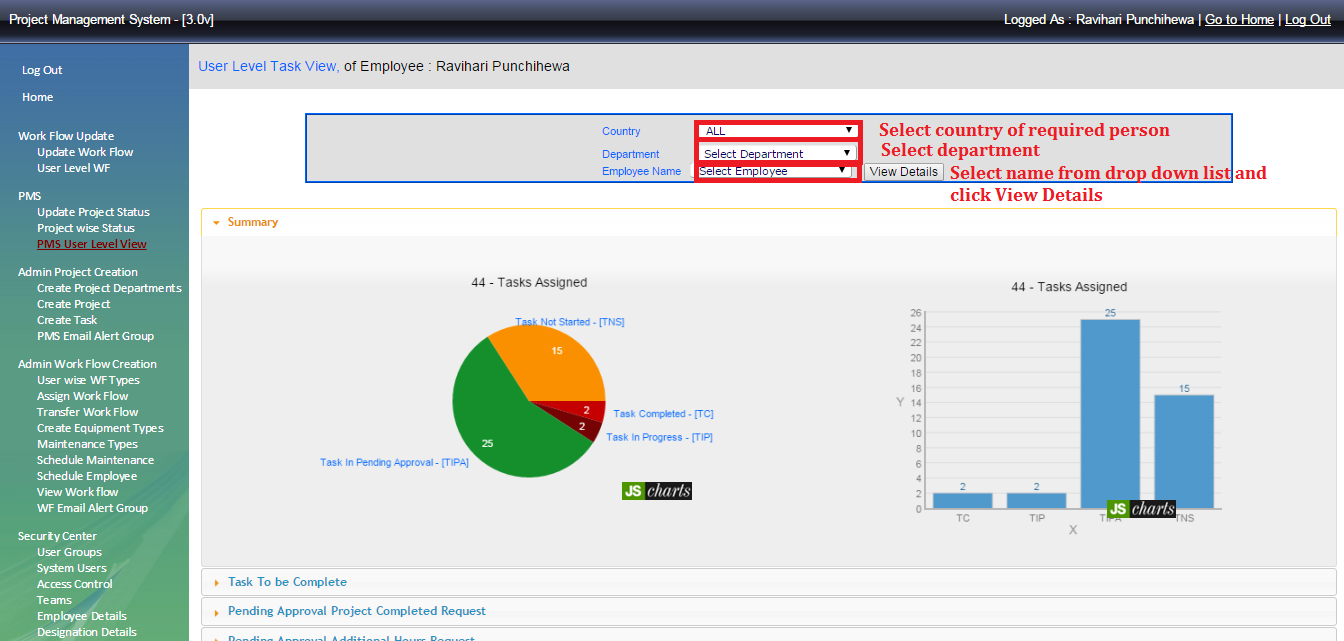 Project Management System - [3.0v]
Logged As : Ravihari Punchihewa | Go to Home | Log Out
Log Out
Home
Work Flow Update
Update Work Flow
User Level WF
PMS
Update Project Status
Project wise Status
PMS User Level View
Admin Project Creation
Create Project Departments
Create Project
Create Task
PMS Email Alert Group
Admin Work Flow Creation
User wise WF Types
Assign Work Flow
Transfer Work Flow
Create Equipment Types
Maintenance Types
Schedule Maintenance
Schedule Employee
View Work flow
WF Email Alert Group
Security Center
User Groups
System Users
Access Control
Teams
Employee Details
Designation Details
User Level Task View, of Employee : Ravihari Punchihewa
Country ALL Select country of required person
Department Select Department Select department
Employee Name Select Employee View Details Select name from drop down list and
click View Details
Summary
44 - Tasks Assigned
Task Not Started - [TNS]
15
2 Task Completed - [TC]
2 Task In Progress - [TIP]
25
Task In Pending Approval - [TIPA]
JS charts
44 - Tasks Assigned
26
24
22
20
18
16
14
12
10
8
6
4
2
0
Y
2
2
25
15
TC TIP TIPA TNS
JS charts
X
Task To be Complete
Pending Approval Project Completed Request
Pending Approval Additional Hours Request